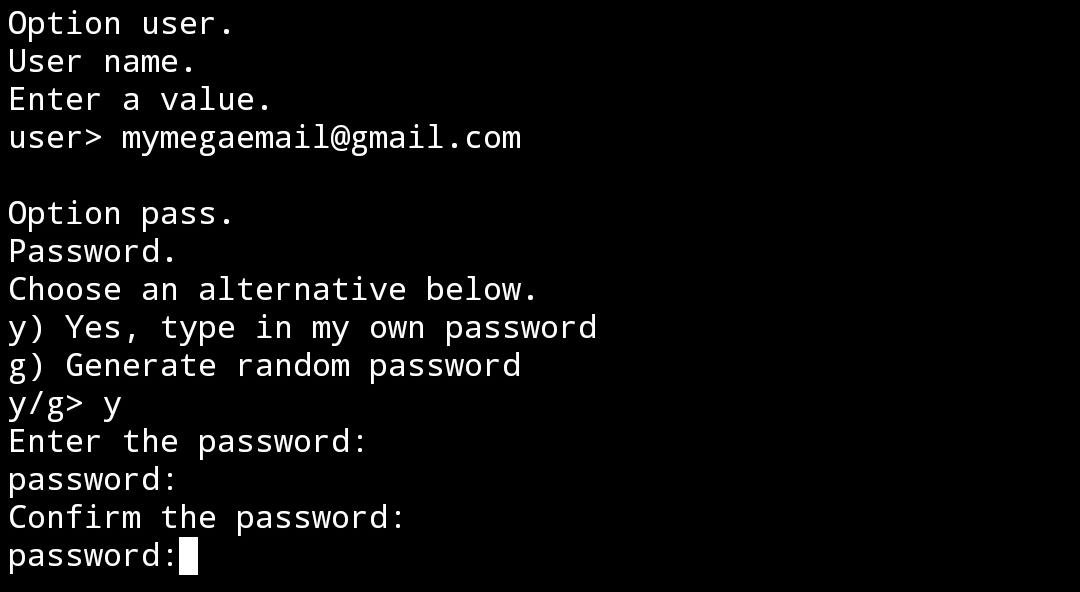 Option user.
User name.
Enter a value.
user> mymegaemail@gmail.com
Option pass.
Password.
Choose an alternative below.
y) Yes, type in my own password
g) Generate random password
y/g> y
Enter the password:
password:
Confirm the password:
password: